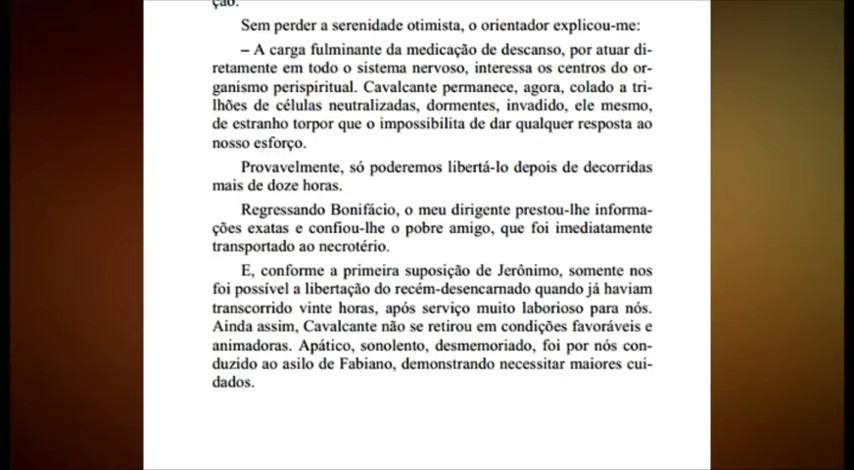 ção.
Sem perder a serenidade otimista, o orientador explicou-me:
– A carga fulminante da medicação de descanso, por atuar di-
retamente em todo o sistema nervoso, interessa os centros do or-
ganismo perispiritual. Cavalcante permanece, agora, colado a tri-
lhões de células neutralizadas, dormentes, invadido, ele mesmo,
de estranho torpor que o impossibilita de dar qualquer resposta ao
nosso esforço.
Provavelmente, só poderemos libertá-lo depois de decorridas
mais de doze horas.
Regressando Bonifácio, o meu dirigente prestou-lhe informa-
ções exatas e confiou-lhe o pobre amigo, que foi imediatamente
transportado ao necrotério.
E, conforme a primeira suposição de Jerônimo, somente nos
foi possível a libertação do recém-desencarnado quando já haviam
transcorrido vinte horas, após serviço muito laborioso para nós.
Ainda assim, Cavalcante não se retirou em condições favoráveis e
animadoras. Apático, sonolento, desmemoriado, foi por nós con-
duzido ao asilo de Fabiano, demonstrando necessitar maiores cui-
dados.